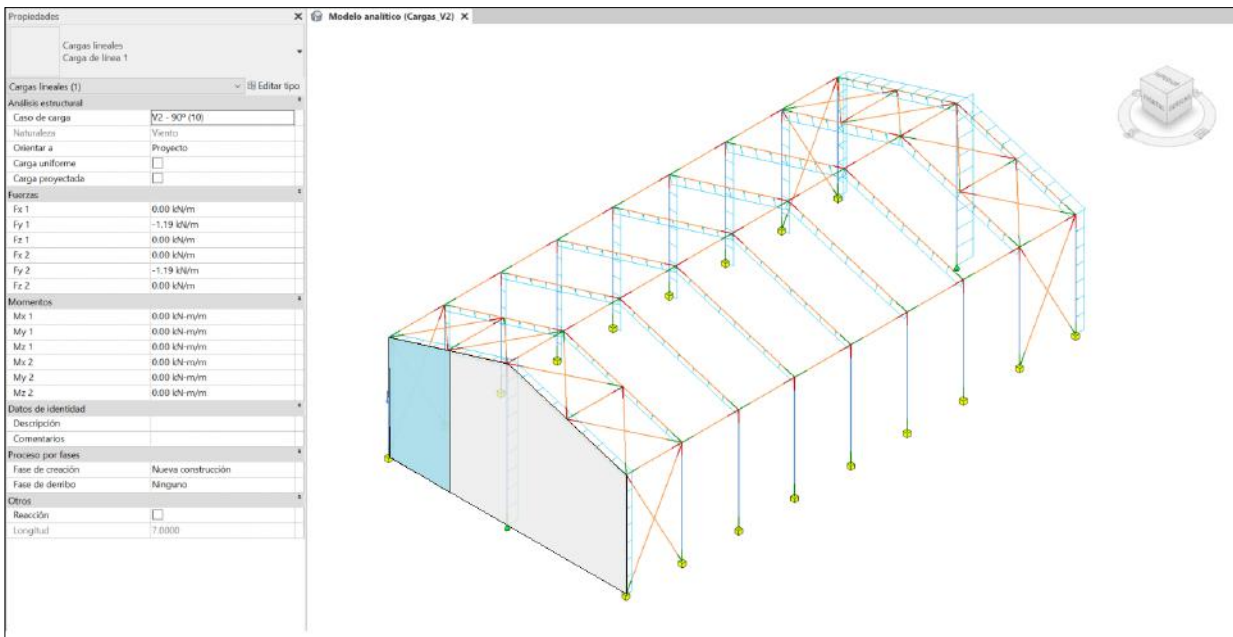 Propiedades X
Modelo analítico (Cargas_V2) X
Cargas lineales
Carga de línea 1
Cargas lineales (1) Editar tipo
Análisis estructural
Caso de carga V2 - 90º (10)
Naturaleza Viento
Orientar a Proyecto
Carga uniforme
Carga proyectada
Fuerzas
Fx 1 0.00 kN/m
Fy 1 -1.19 kN/m
Fz 1 0.00 kN/m
Fx 2 0.00 kN/m
Fy 2 -1.19 kN/m
Fz 2 0.00 kN/m
Momentos
Mx 1 0.00 kN-m/m
My 1 0.00 kN-m/m
Mz 1 0.00 kN-m/m
Mx 2 0.00 kN-m/m
My 2 0.00 kN-m/m
Mz 2 0.00 kN-m/m
Datos de identidad
Descripción
Comentarios
Proceso por fases
Fase de creación Nueva construcción
Fase de derribo Ninguno
Otros
Reacción
Longitud 7.0000